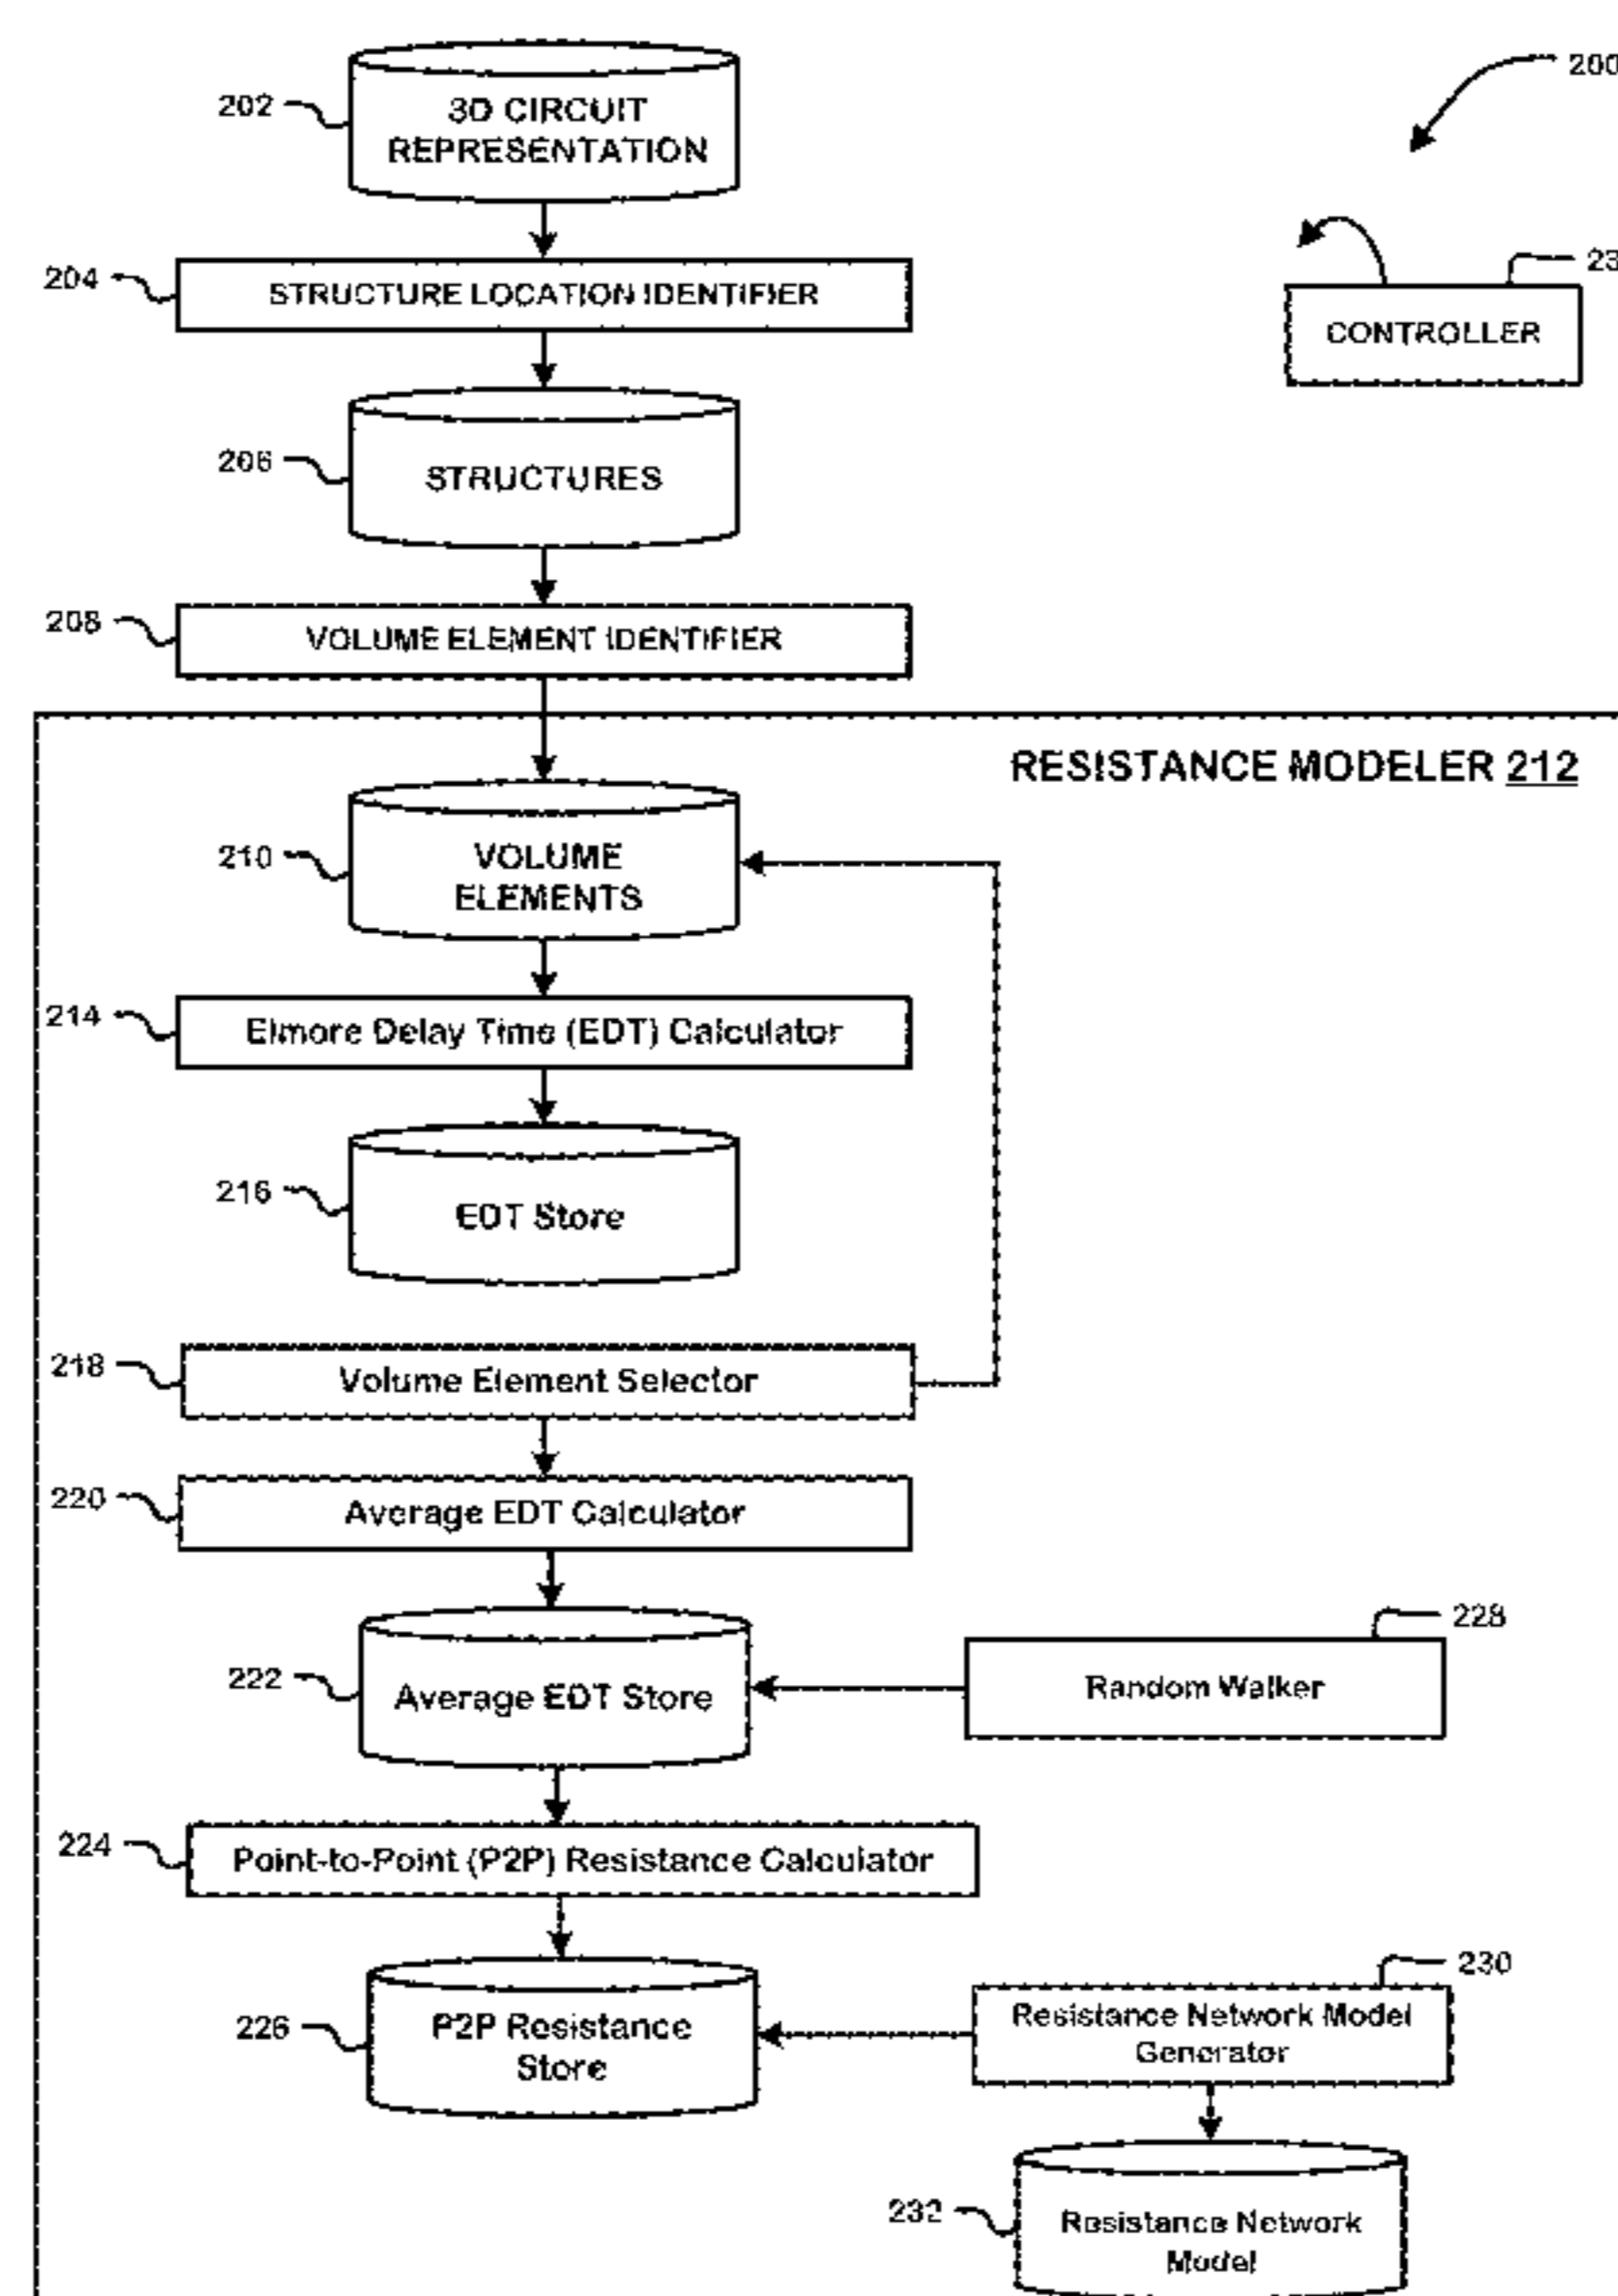 200
202
3D CIRCUIT
REPRESENTATION
204
STRUCTURE LOCATION IDENTIFIER
CONTROLLER
206
STRUCTURES
208
VOLUME ELEMENT IDENTIFIER
RESISTANCE MODELER 212
210
VOLUME
ELEMENTS
214
Elmore Delay Time (EDT) Calculator
216
EDT Store
218
Volume Element Selector
220
Average EDT Calculator
228
222
Average EDT Store
Random Walker
224
Point-to-Point (P2P) Resistance Calculator
230
226
P2P Resistance
Store
Resistance Network Model
Generator
232
Resistance Network
Model